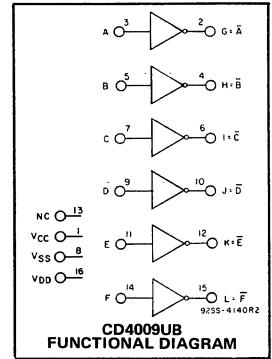 A 3 2 G=A̅
B 5 4 H=B̅
C 7 6 I=C̅
D 9 10 J=D̅
NC 13
VCC 1
E 11 12 K=E̅
VSS 8
VDD 16
F 14 15 L=F̅
92SS-4140R2
CD4009UB
FUNCTIONAL DIAGRAM